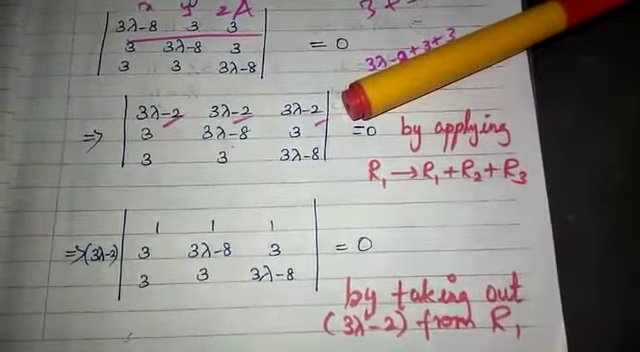 x y z A
3λ-8 3 3
3 3λ-8 3 = 0
3 3 3λ-8
3λ-8+3+3
⇒ 3λ-2 3λ-2 3λ-2
3 3λ-8 3 =0 by applying
3 3 3λ-8 R₁→R₁+R₂+R₃
1 1 1
⇒(3λ-2) 3 3λ-8 3 = 0
3 3 3λ-8
by taking out
(3λ-2) from R₁